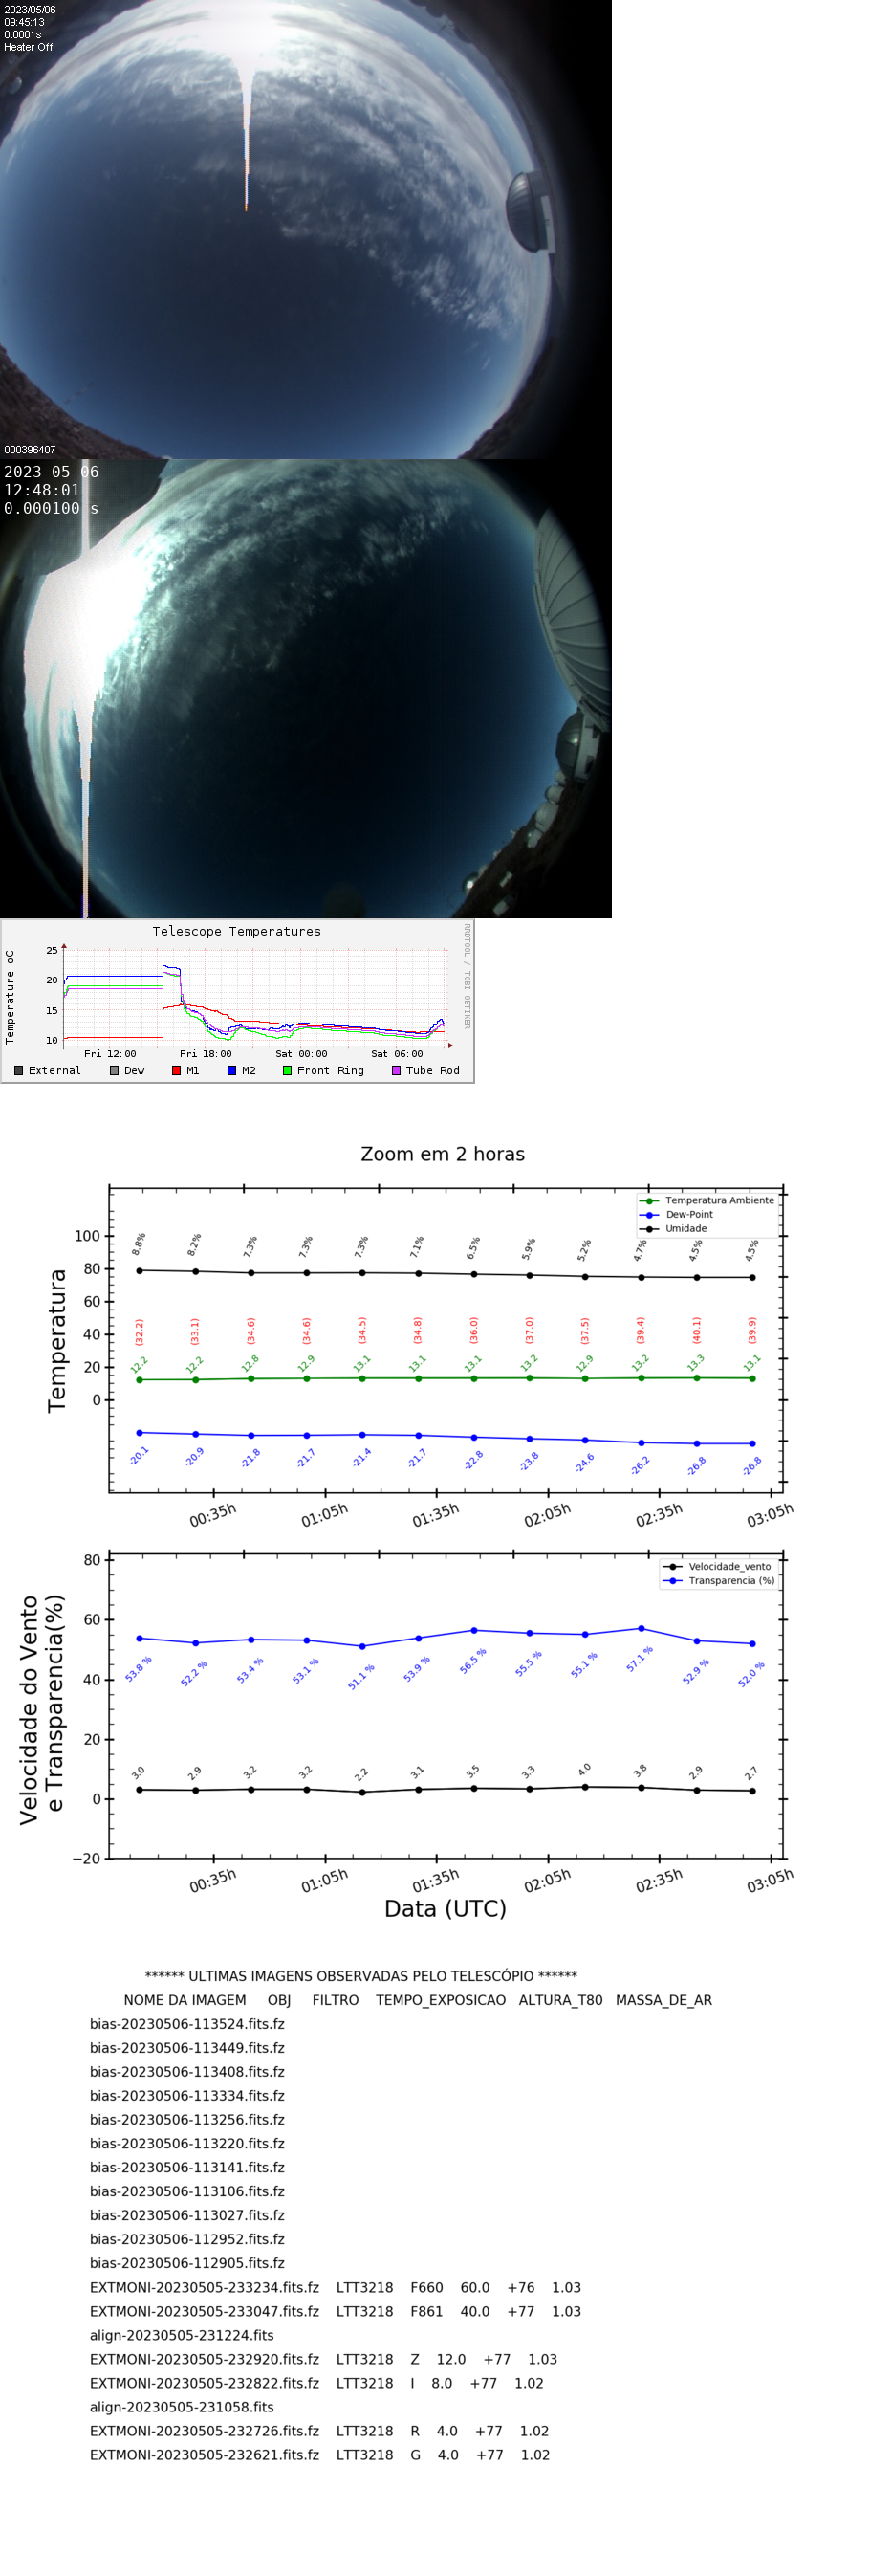 2023/05/06
09:45:13
0.0001s
Heater Off
000396407
2023-05-06
12:48:01
0.000100 s
Telescope Temperatures
RRDTOOL / TOBI OETIKER
Temperature oC
25
20
15
10
Fri 12:00 Fri 18:00 Sat 00:00 Sat 06:00
External Dew M1 M2 Front Ring Tube Rod
Zoom em 2 horas
Temperatura Ambiente
Dew-Point
Umidade
Temperatura
100
80
60
40
20
0
8.8% 8.2% 7.3% 7.3% 7.3% 7.1% 6.5% 5.9% 5.2% 4.7% 4.5% 4.5%
(32.2) (33.1) (34.6) (34.6) (34.5) (34.8) (36.0) (37.0) (37.5) (39.4) (40.1) (39.9)
12.2 12.2 12.8 12.9 13.1 13.1 13.1 13.2 12.9 13.2 13.3 13.1
-20.1 -20.9 -21.8 -21.7 -21.4 -21.7 -22.8 -23.8 -24.6 -26.2 -26.8 -26.8
00:35h 01:05h 01:35h 02:05h 02:35h 03:05h
Velocidade_vento
Transparencia (%)
Velocidade do Vento
e Transparencia(%)
80
60
40
20
0
−20
53.8 % 52.2 % 53.4 % 53.1 % 51.1 % 53.9 % 56.5 % 55.5 % 55.1 % 57.1 % 52.9 % 52.0 %
3.0 2.9 3.2 3.2 2.2 3.1 3.5 3.3 4.0 3.8 2.9 2.7
00:35h 01:05h 01:35h 02:05h 02:35h 03:05h
Data (UTC)
****** ULTIMAS IMAGENS OBSERVADAS PELO TELESCÓPIO ******
NOME DA IMAGEM OBJ FILTRO TEMPO_EXPOSICAO ALTURA_T80 MASSA_DE_AR
bias-20230506-113524.fits.fz
bias-20230506-113449.fits.fz
bias-20230506-113408.fits.fz
bias-20230506-113334.fits.fz
bias-20230506-113256.fits.fz
bias-20230506-113220.fits.fz
bias-20230506-113141.fits.fz
bias-20230506-113106.fits.fz
bias-20230506-113027.fits.fz
bias-20230506-112952.fits.fz
bias-20230506-112905.fits.fz
EXTMONI-20230505-233234.fits.fz LTT3218 F660 60.0 +76 1.03
EXTMONI-20230505-233047.fits.fz LTT3218 F861 40.0 +77 1.03
align-20230505-231224.fits
EXTMONI-20230505-232920.fits.fz LTT3218 Z 12.0 +77 1.03
EXTMONI-20230505-232822.fits.fz LTT3218 I 8.0 +77 1.02
align-20230505-231058.fits
EXTMONI-20230505-232726.fits.fz LTT3218 R 4.0 +77 1.02
EXTMONI-20230505-232621.fits.fz LTT3218 G 4.0 +77 1.02